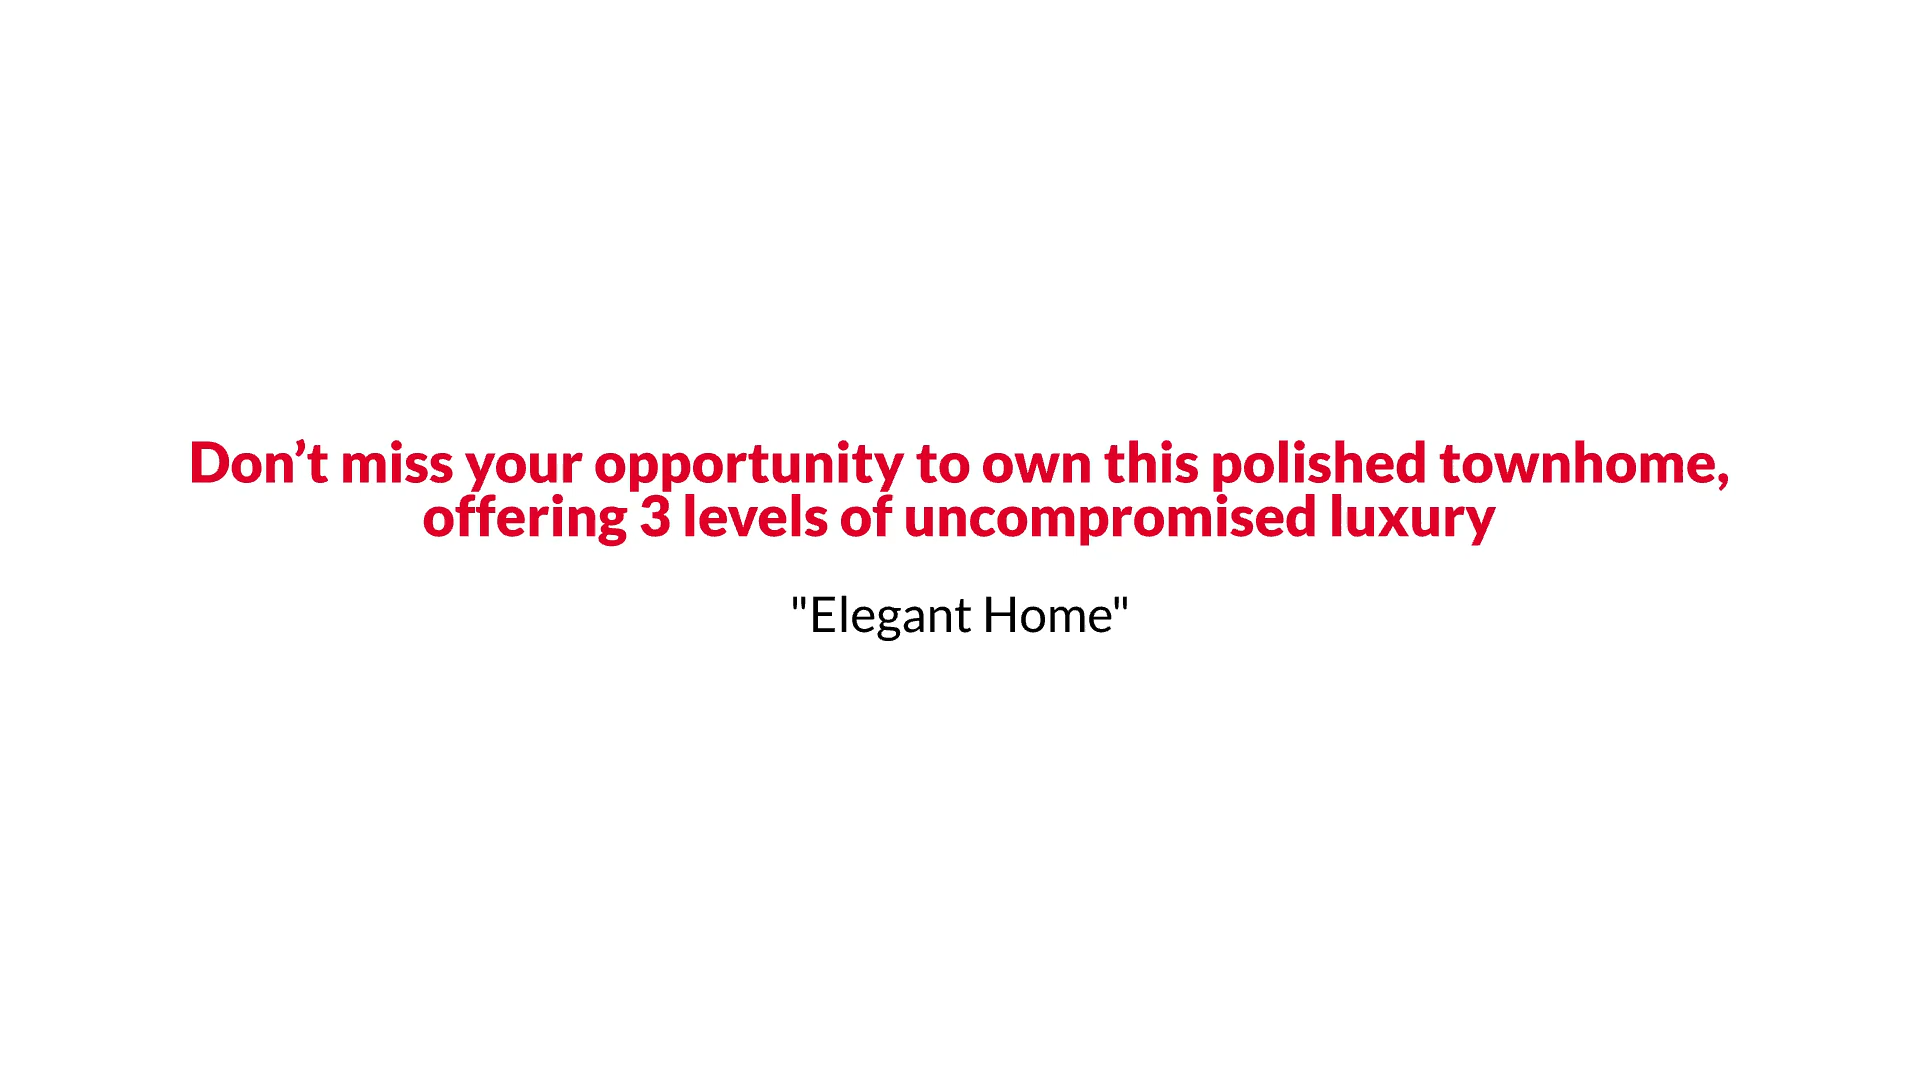 Don’t miss your opportunity to own this polished townhome,
offering 3 levels of uncompromised luxury
"Elegant Home"